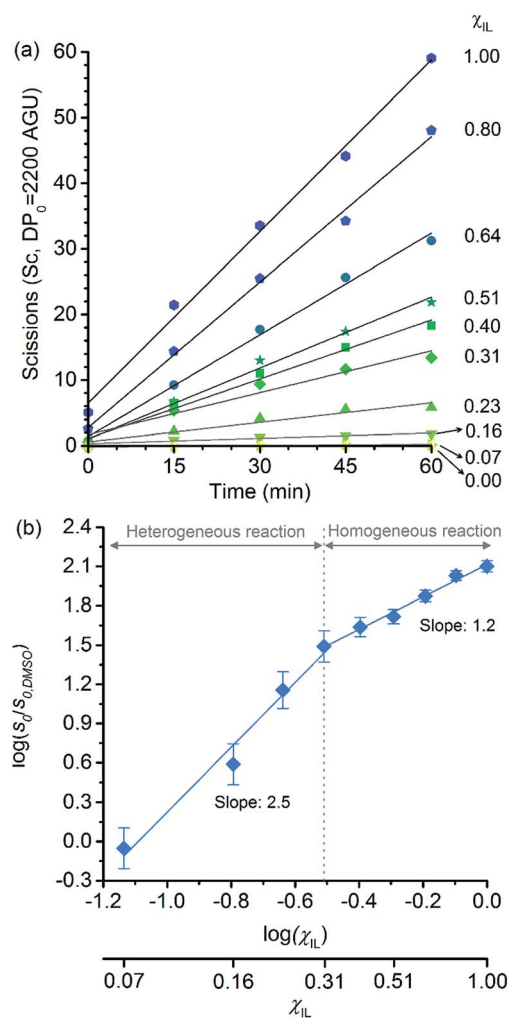 (a)
χIL
60
50
40
30
20
10
0
Scissions (Sc, DP0=2200 AGU)
1.00
0.80
0.64
0.51
0.40
0.31
0.23
0.16
0.07
0.00
0 15 30 45 60
Time (min)
(b)
2.4
2.1
1.8
1.5
1.2
0.9
0.6
0.3
0.0
-0.3
log(s0/s0,DMSO)
Heterogeneous reaction Homogeneous reaction
Slope: 1.2
Slope: 2.5
-1.2 -1.0 -0.8 -0.6 -0.4 -0.2 0.0
log(χIL)
0.07 0.16 0.31 0.51 1.00
χIL